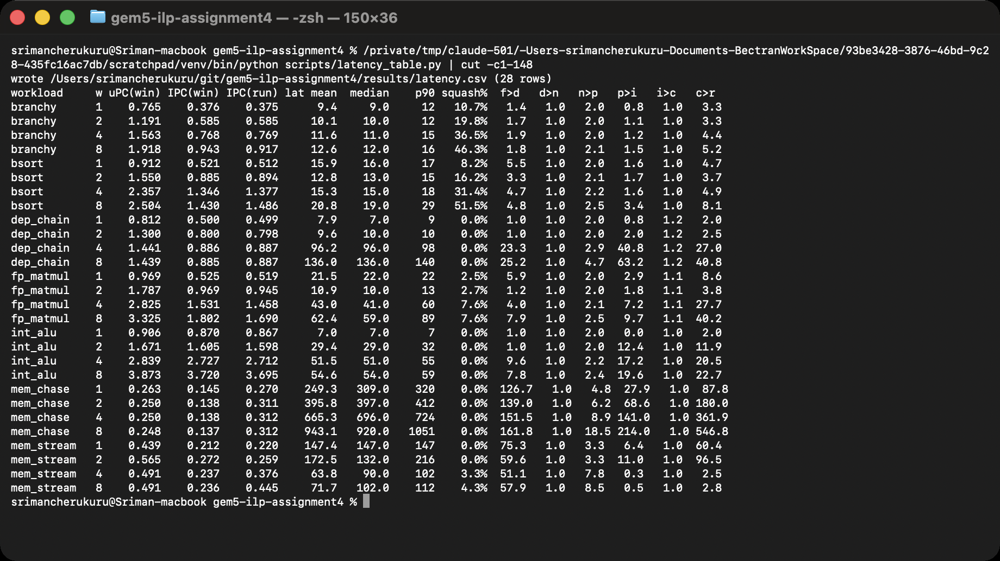 gem5-ilp-assignment4 — -zsh — 150×36
srimancherukuru@Sriman-macbook gem5-ilp-assignment4 % /private/tmp/claude-501/-Users-srimancherukuru-Documents-BectranWorkSpace/93be3428-3876-46bd-9c2
8-435fc16ac7db/scratchpad/venv/bin/python scripts/latency_table.py | cut -c1-148
wrote /Users/srimancherukuru/git/gem5-ilp-assignment4/results/latency.csv (28 rows)
workload     w uPC(win) IPC(win) IPC(run) lat mean  median    p90 squash%  f>d   d>n   n>p   p>i   i>c   c>r
branchy      1    0.765    0.376    0.375      9.4     9.0     12   10.7%   1.4   1.0   2.0   0.8   1.0   3.3
branchy      2    1.191    0.585    0.585     10.1    10.0     12   19.8%   1.7   1.0   2.0   1.1   1.0   3.3
branchy      4    1.563    0.768    0.769     11.6    11.0     15   36.5%   1.9   1.0   2.0   1.2   1.0   4.4
branchy      8    1.918    0.943    0.917     12.6    12.0     16   46.3%   1.8   1.0   2.1   1.5   1.0   5.2
bsort        1    0.912    0.521    0.512     15.9    16.0     17    8.2%   5.5   1.0   2.0   1.6   1.0   4.7
bsort        2    1.550    0.885    0.894     12.8    13.0     15   16.2%   3.3   1.0   2.1   1.7   1.0   3.7
bsort        4    2.357    1.346    1.377     15.3    15.0     18   31.4%   4.7   1.0   2.2   1.6   1.0   4.9
bsort        8    2.504    1.430    1.486     20.8    19.0     29   51.5%   4.8   1.0   2.5   3.4   1.0   8.1
dep_chain    1    0.812    0.500    0.499      7.9     7.0      9    0.0%   1.0   1.0   2.0   0.8   1.2   2.0
dep_chain    2    1.300    0.800    0.798      9.6    10.0     10    0.0%   1.0   1.0   2.0   2.0   1.2   2.5
dep_chain    4    1.441    0.886    0.887     96.2    96.0     98    0.0%  23.3   1.0   2.9  40.8   1.2  27.0
dep_chain    8    1.439    0.885    0.887    136.0   136.0    140    0.0%  25.2   1.0   4.7  63.2   1.2  40.8
fp_matmul    1    0.969    0.525    0.519     21.5    22.0     22    2.5%   5.9   1.0   2.0   2.9   1.1   8.6
fp_matmul    2    1.787    0.969    0.945     10.9    10.0     13    2.7%   1.2   1.0   2.0   1.8   1.1   3.8
fp_matmul    4    2.825    1.531    1.458     43.0    41.0     60    7.6%   4.0   1.0   2.1   7.2   1.1  27.7
fp_matmul    8    3.325    1.802    1.690     62.4    59.0     89    7.6%   7.9   1.0   2.5   9.7   1.1  40.2
int_alu      1    0.906    0.870    0.867      7.0     7.0      7    0.0%   1.0   1.0   2.0   0.0   1.0   2.0
int_alu      2    1.671    1.605    1.598     29.4    29.0     32    0.0%   1.0   1.0   2.0  12.4   1.0  11.9
int_alu      4    2.839    2.727    2.712     51.5    51.0     55    0.0%   9.6   1.0   2.2  17.2   1.0  20.5
int_alu      8    3.873    3.720    3.695     54.6    54.0     59    0.0%   7.8   1.0   2.4  19.6   1.0  22.7
mem_chase    1    0.263    0.145    0.270    249.3   309.0    320    0.0%  126.7   1.0   4.8  27.9   1.0  87.8
mem_chase    2    0.250    0.138    0.311    395.8   397.0    412    0.0%  139.0   1.0   6.2  68.6   1.0 180.0
mem_chase    4    0.250    0.138    0.312    665.3   696.0    724    0.0%  151.5   1.0   8.9 141.0   1.0 361.9
mem_chase    8    0.248    0.137    0.312    943.1   920.0   1051    0.0%  161.8   1.0  18.5 214.0   1.0 546.8
mem_stream   1    0.439    0.212    0.220    147.4   147.0    147    0.0%  75.3   1.0   3.3   6.4   1.0  60.4
mem_stream   2    0.565    0.272    0.259    172.5   132.0    216    0.0%  59.6   1.0   3.3  11.0   1.0  96.5
mem_stream   4    0.491    0.237    0.376     63.8    90.0    102    3.3%  51.1   1.0   7.8   0.3   1.0   2.5
mem_stream   8    0.491    0.236    0.445     71.7   102.0    112    4.3%  57.9   1.0   8.5   0.5   1.0   2.8
srimancherukuru@Sriman-macbook gem5-ilp-assignment4 %